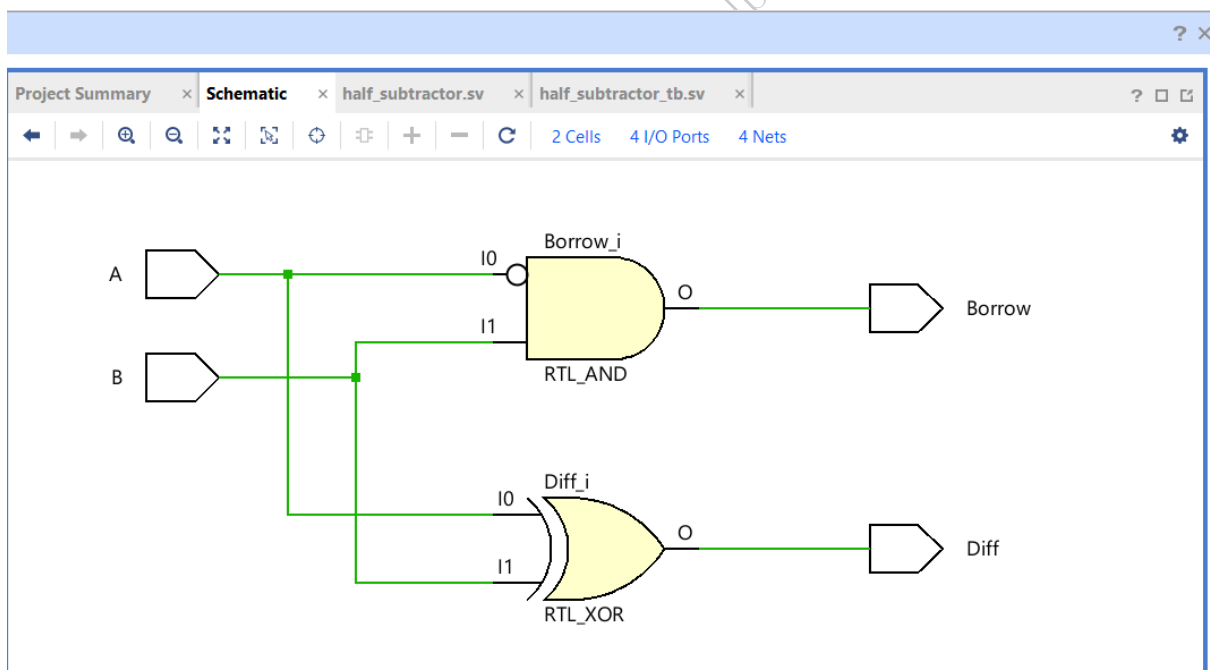 ? ×
Project Summary × Schematic × half_subtractor.sv × half_subtractor_tb.sv × ?
2 Cells 4 I/O Ports 4 Nets
Borrow_i
I0
A
O
Borrow
I1
RTL_AND
B
Diff_i
I0
O
Diff
I1
RTL_XOR